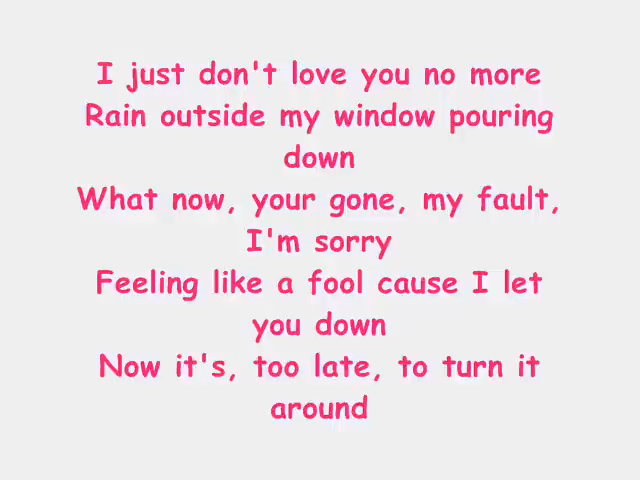 I just don't love you no more
Rain outside my window pouring
down
What now, your gone, my fault,
I'm sorry
Feeling like a fool cause I let
you down
Now it's, too late, to turn it
around